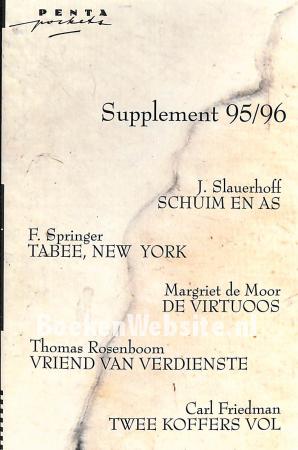 PENTA
pockets
Supplement 95/96
J. Slauerhoff
SCHUIM EN AS
F. Springer
TABEE, NEW YORK
Margriet de Moor
DE VIRTUOOS
BoekenWebsite.nl
Thomas Rosenboom
VRIEND VAN VERDIENSTE
Carl Friedman
TWEE KOFFERS VOL